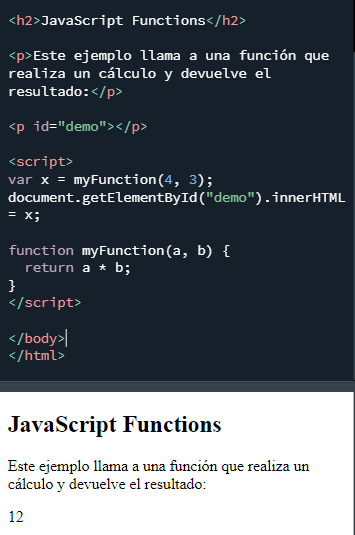 <h2>JavaScript Functions</h2>
<p>Este ejemplo llama a una función que
realiza un cálculo y devuelve el
resultado:</p>
<p id="demo"></p>
<script>
var x = myFunction(4, 3);
document.getElementById("demo").innerHTML
= x;
function myFunction(a, b) {
  return a * b;
}
</script>
</body>
</html>
JavaScript Functions
Este ejemplo llama a una función que realiza un
cálculo y devuelve el resultado:
12